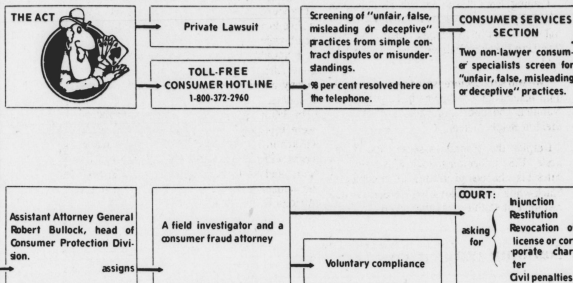 THE ACT
Private Lawsuit
TOLL-FREE
CONSUMER HOTLINE
1-800-372-2960
Screening of "unfair, false,
misleading or deceptive"
practices from simple con-
tract disputes or misunder-
standings.
98 per cent resolved here on
the telephone.
CONSUMER SERVICES
SECTION
Two non-lawyer consum-
er specialists screen for
"unfair, false, misleading
or deceptive" practices.
Assistant Attorney General
Robert Bullock, head of
Consumer Protection Divi-
sion.
assigns
A field investigator and a
consumer fraud attorney
Voluntary compliance
COURT:
asking
for
Injunction
Restitution
Revocation o
license or cor
porate char
ter
Civil penalties